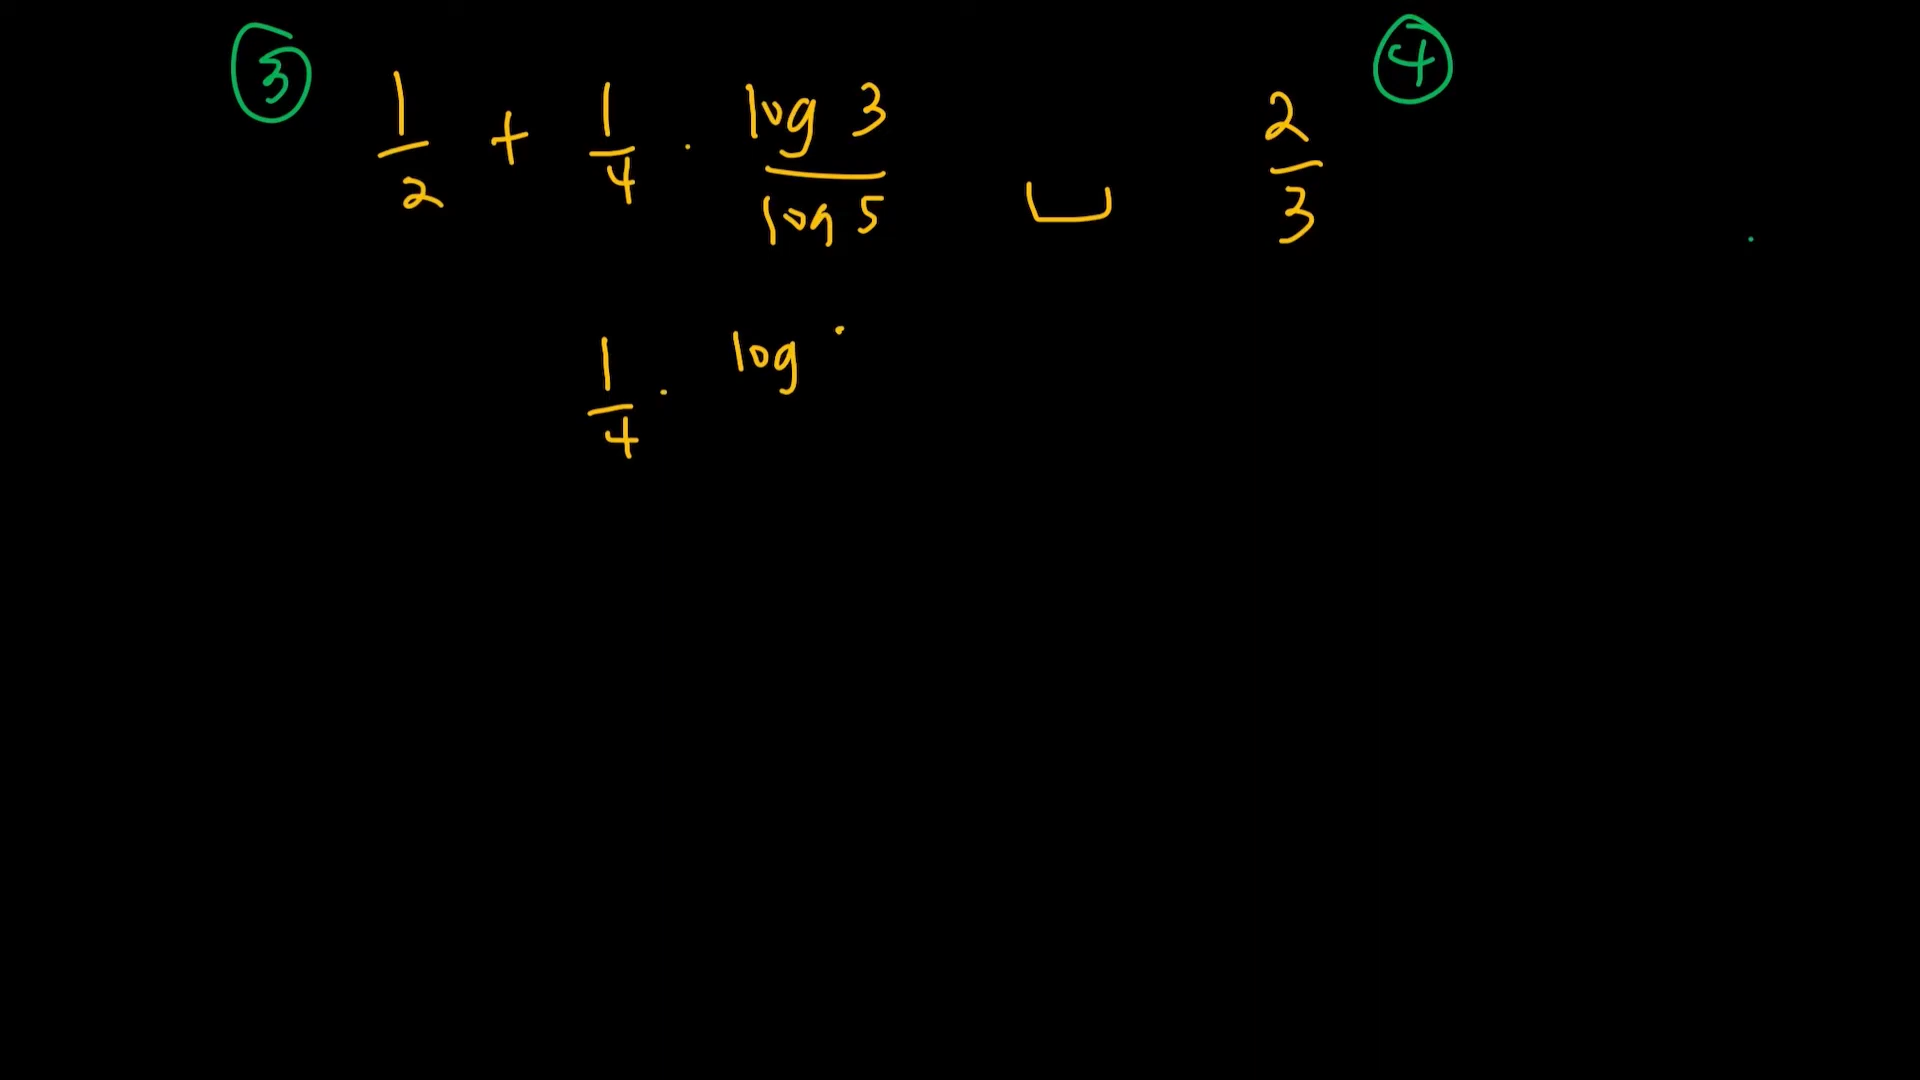 ③ 1/2 + 1/4 · log 3 / log 5 ⊔ 2/3 ④
1/4 · log